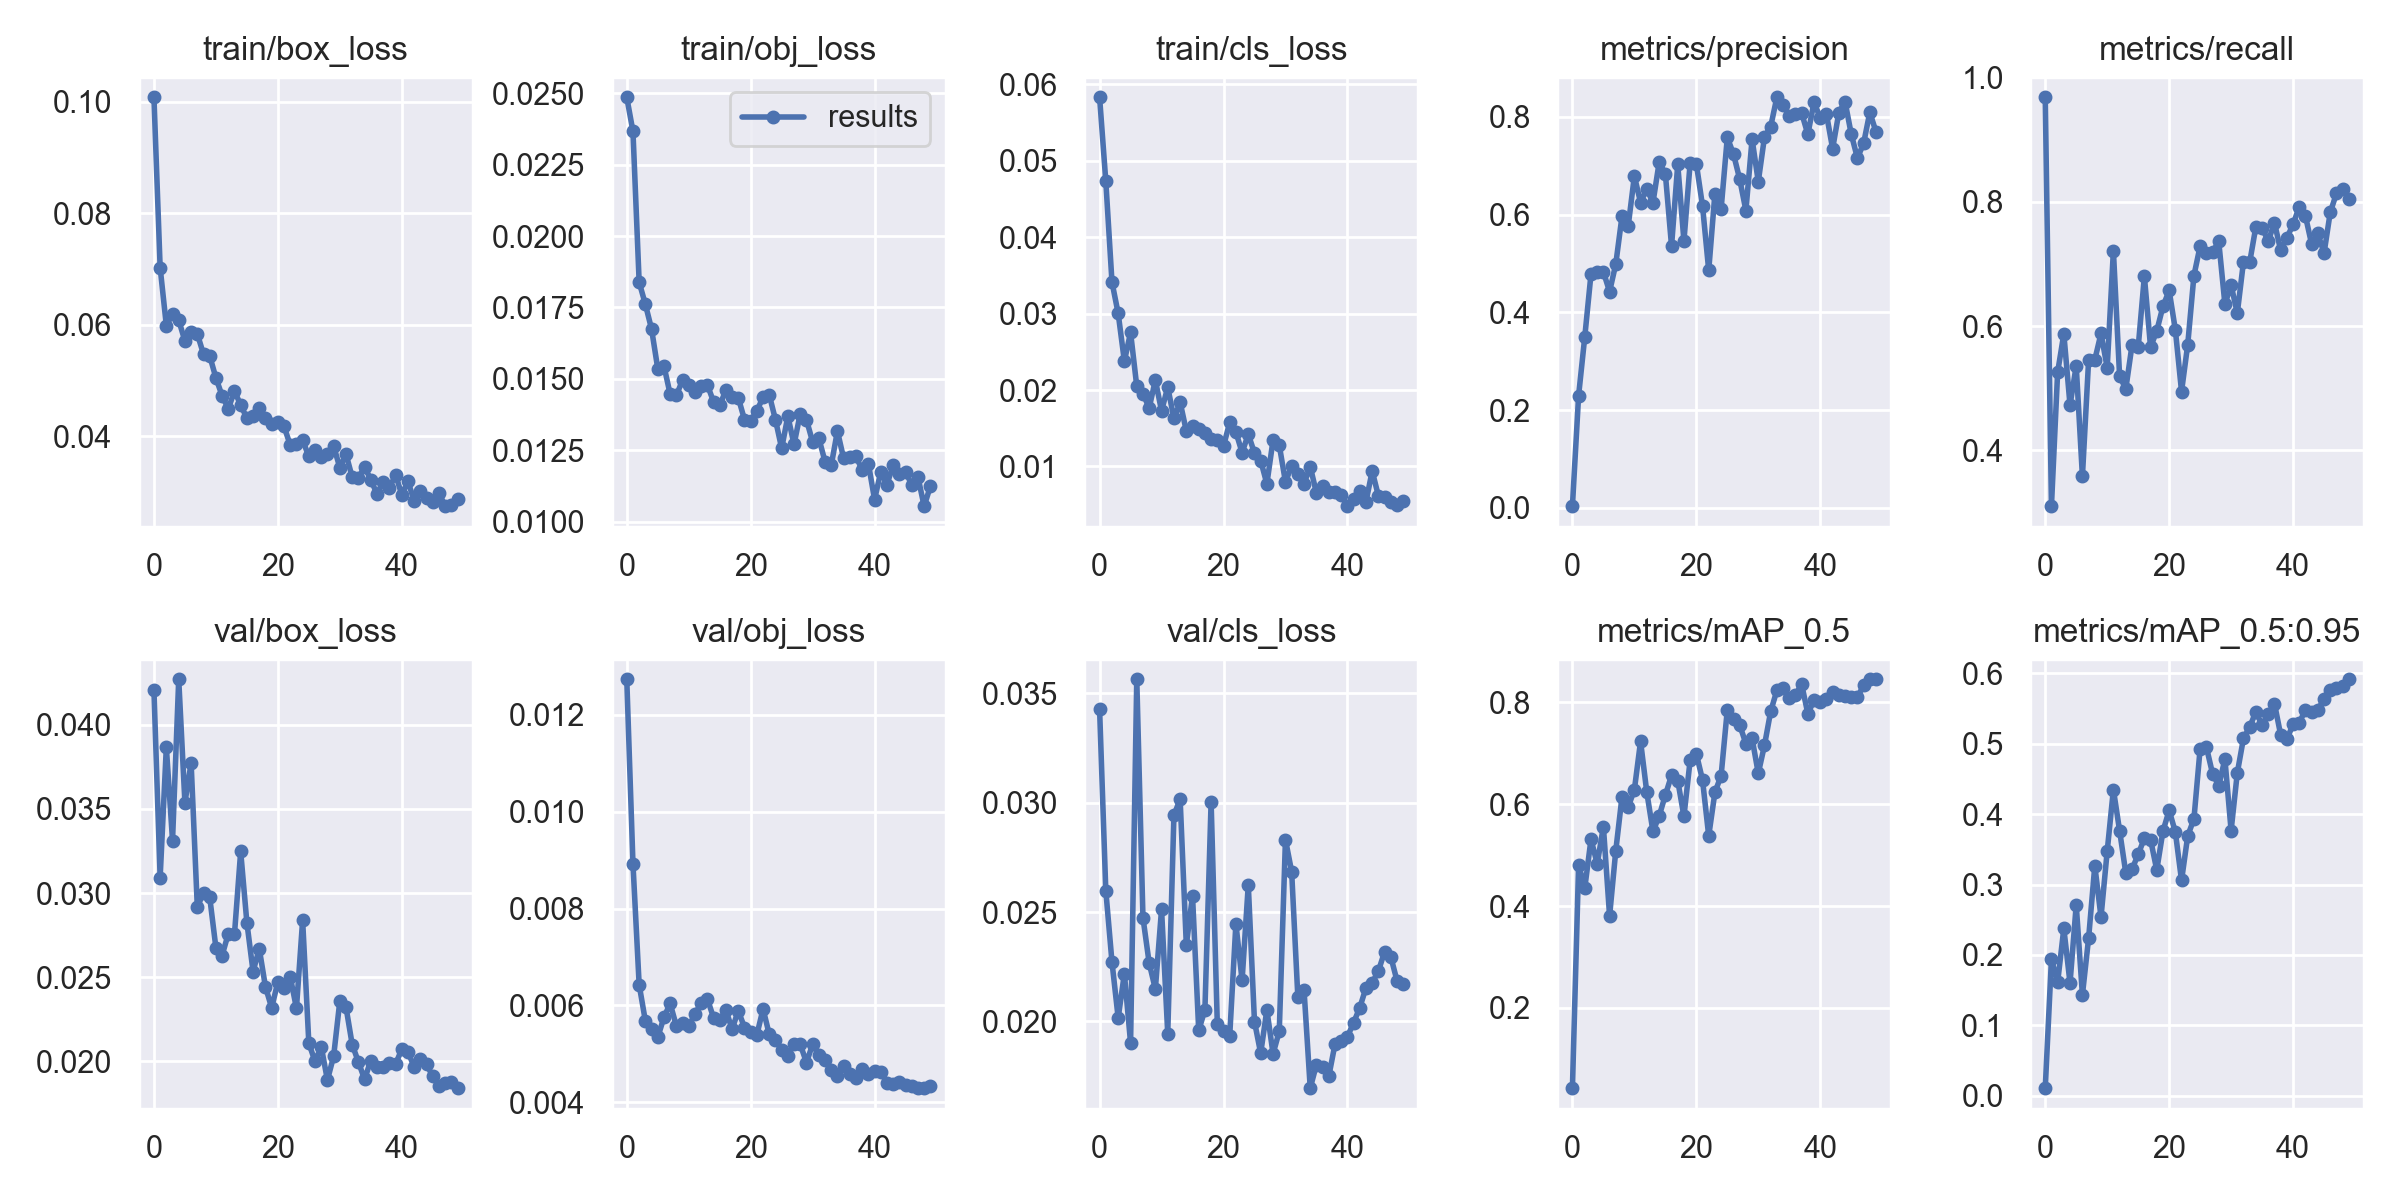 train/box_loss
0.10
0.08
0.06
0.04
0 20 40
train/obj_loss
results
0.0250
0.0225
0.0200
0.0175
0.0150
0.0125
0.0100
0 20 40
train/cls_loss
0.06
0.05
0.04
0.03
0.02
0.01
0 20 40
metrics/precision
0.8
0.6
0.4
0.2
0.0
0 20 40
metrics/recall
1.0
0.8
0.6
0.4
0 20 40
val/box_loss
0.040
0.035
0.030
0.025
0.020
0 20 40
val/obj_loss
0.012
0.010
0.008
0.006
0.004
0 20 40
val/cls_loss
0.035
0.030
0.025
0.020
0 20 40
metrics/mAP_0.5
0.8
0.6
0.4
0.2
0 20 40
metrics/mAP_0.5:0.95
0.6
0.5
0.4
0.3
0.2
0.1
0.0
0 20 40